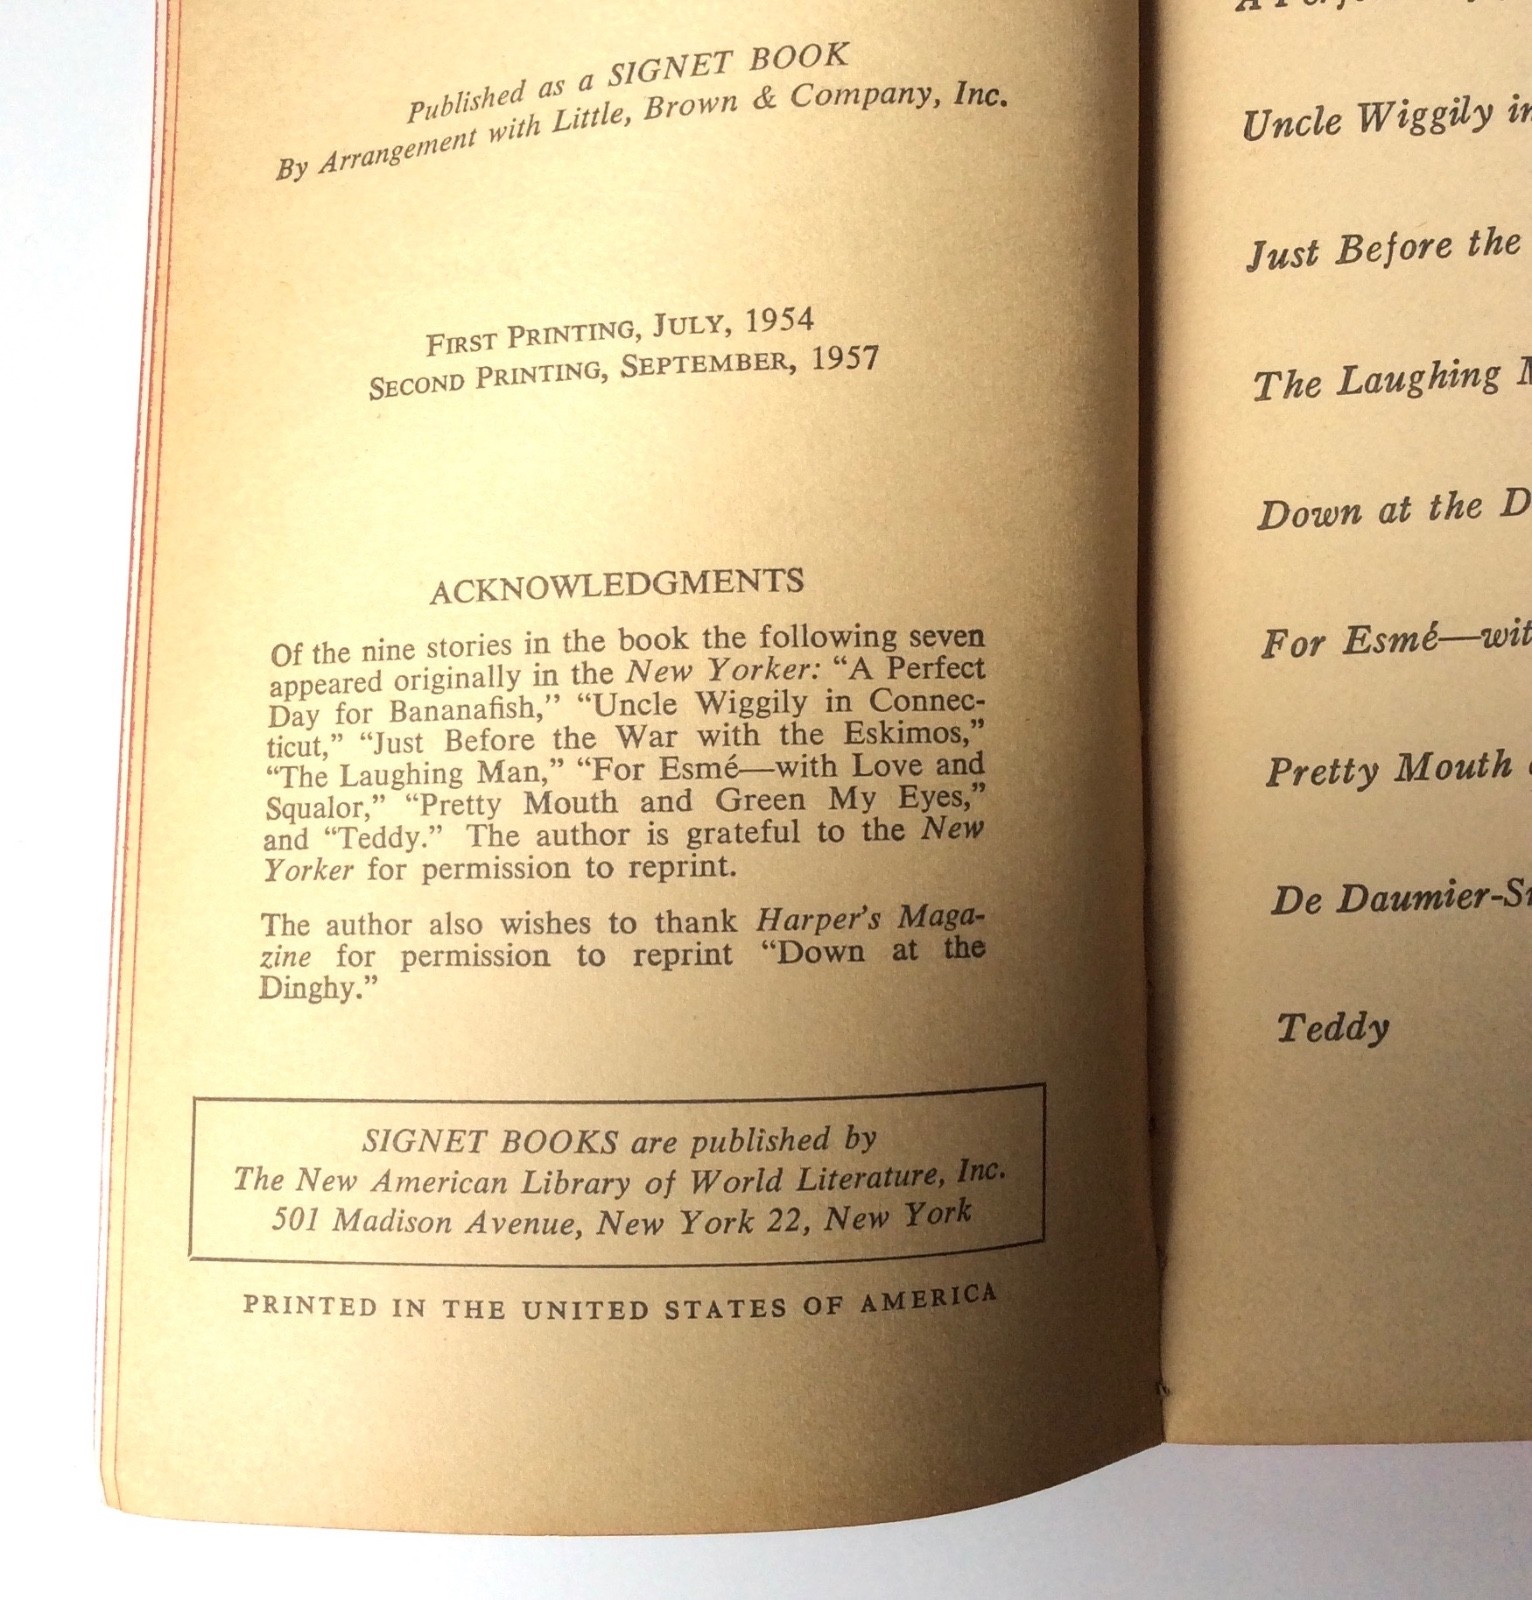 Published as a SIGNET BOOK
By Arrangement with Little, Brown & Company, Inc.
FIRST PRINTING, JULY, 1954
SECOND PRINTING, SEPTEMBER, 1957
ACKNOWLEDGMENTS
Of the nine stories in the book the following seven
appeared originally in the New Yorker: “A Perfect
Day for Bananafish,” “Uncle Wiggily in Connec-
ticut,” “Just Before the War with the Eskimos,”
“The Laughing Man,” “For Esmé—with Love and
Squalor,” “Pretty Mouth and Green My Eyes,”
and “Teddy.” The author is grateful to the New
Yorker for permission to reprint.
The author also wishes to thank Harper's Maga-
zine for permission to reprint “Down at the
Dinghy.”
SIGNET BOOKS are published by
The New American Library of World Literature, Inc.
501 Madison Avenue, New York 22, New York
PRINTED IN THE UNITED STATES OF AMERICA
Uncle Wiggily in
Just Before the
The Laughing
Down at the D
For Esmé—wit
Pretty Mouth
De Daumier-S
Teddy